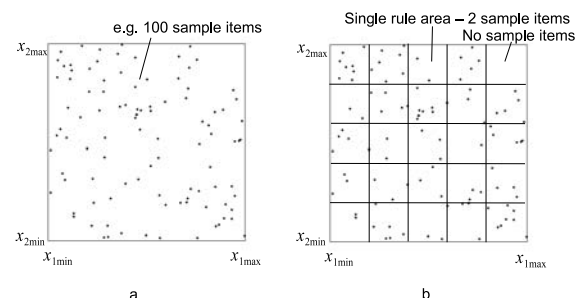 e.g. 100 sample items
x2max
x2min
x1min
x1max
a
Single rule area – 2 sample items
No sample items
x2max
x2min
x1min
x1max
b